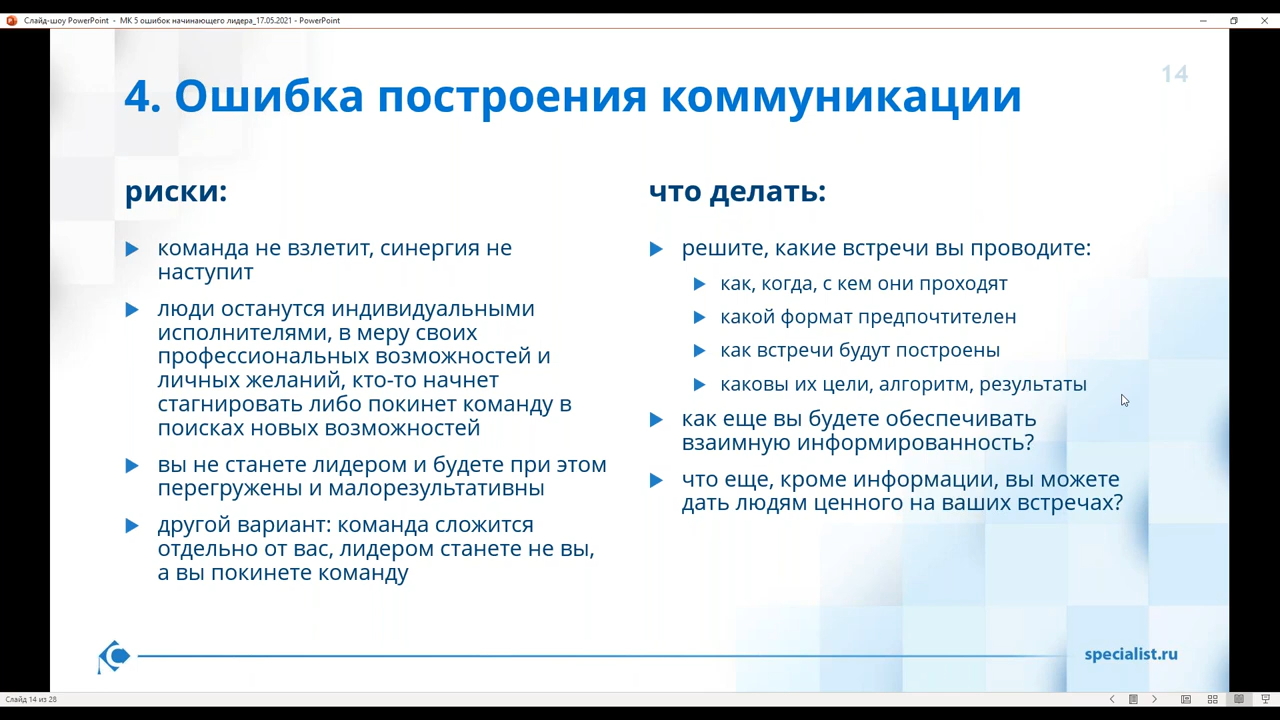 Слайд-шоу PowerPoint - МК 5 ошибок начинающего лидера_17.05.2021 - PowerPoint
14
4. Ошибка построения коммуникации
риски:
команда не взлетит, синергия не
наступит
люди останутся индивидуальными
исполнителями, в меру своих
профессиональных возможностей и
личных желаний, кто-то начнет
стагнировать либо покинет команду в
поисках новых возможностей
вы не станете лидером и будете при этом
перегружены и малорезультативны
другой вариант: команда сложится
отдельно от вас, лидером станете не вы,
а вы покинете команду
что делать:
решите, какие встречи вы проводите:
как, когда, с кем они проходят
какой формат предпочтителен
как встречи будут построены
каковы их цели, алгоритм, результаты
как еще вы будете обеспечивать
взаимную информированность?
что еще, кроме информации, вы можете
дать людям ценного на ваших встречах?
specialist.ru
Слайд 14 из 28